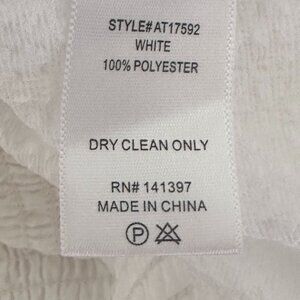 STYLE#AT17592
WHITE
100% POLYESTER
DRY CLEAN ONLY
RN# 141397
MADE IN CHINA
P